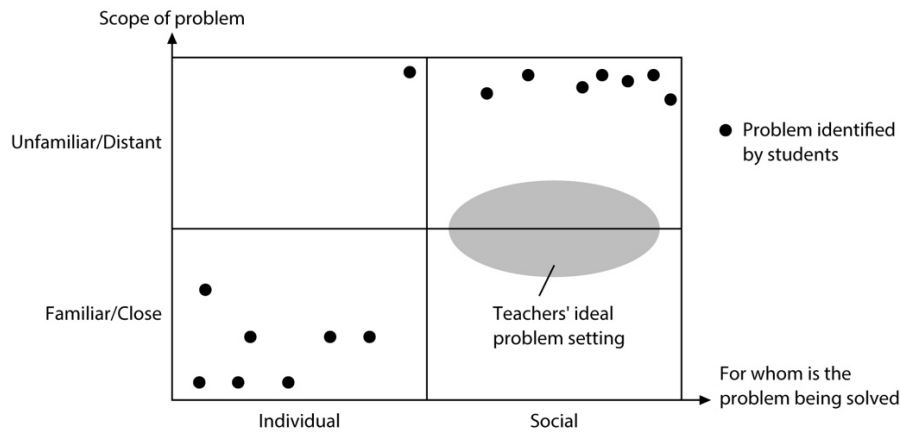 Scope of problem
Unfamiliar/Distant
Problem identified
by students
Familiar/Close
Teachers' ideal
problem setting
For whom is the
problem being solved
Individual
Social